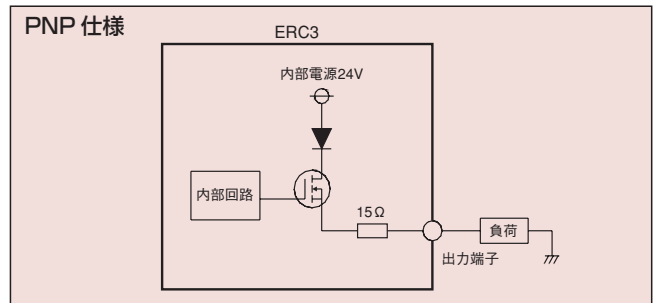 PNP 仕様
ERC3
内部電源24V
内部回路
15Ω
負荷
出力端子